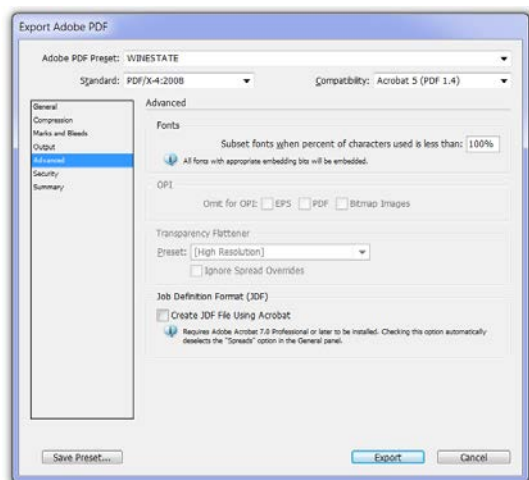 Export Adobe PDF
Adobe PDF Preset: WINESTATE
Standard: PDF/X-4:2008 Compatibility: Acrobat 5 (PDF 1.4)
General
Compression
Marks and Bleeds
Output
Advanced
Security
Summary
Advanced
Fonts
Subset fonts when percent of characters used is less than: 100%
All fonts with appropriate embedding bits will be embedded.
OPI
Omit for OPI: EPS PDF Bitmap Images
Transparency Flattener
Preset: [High Resolution]
Ignore Spread Overrides
Job Definition Format (JDF)
Create JDF File Using Acrobat
Requires Adobe Acrobat 7.0 Professional or later to be installed. Checking this option automatically
deselects the "Spreads" option in the General panel.
Save Preset... Export Cancel